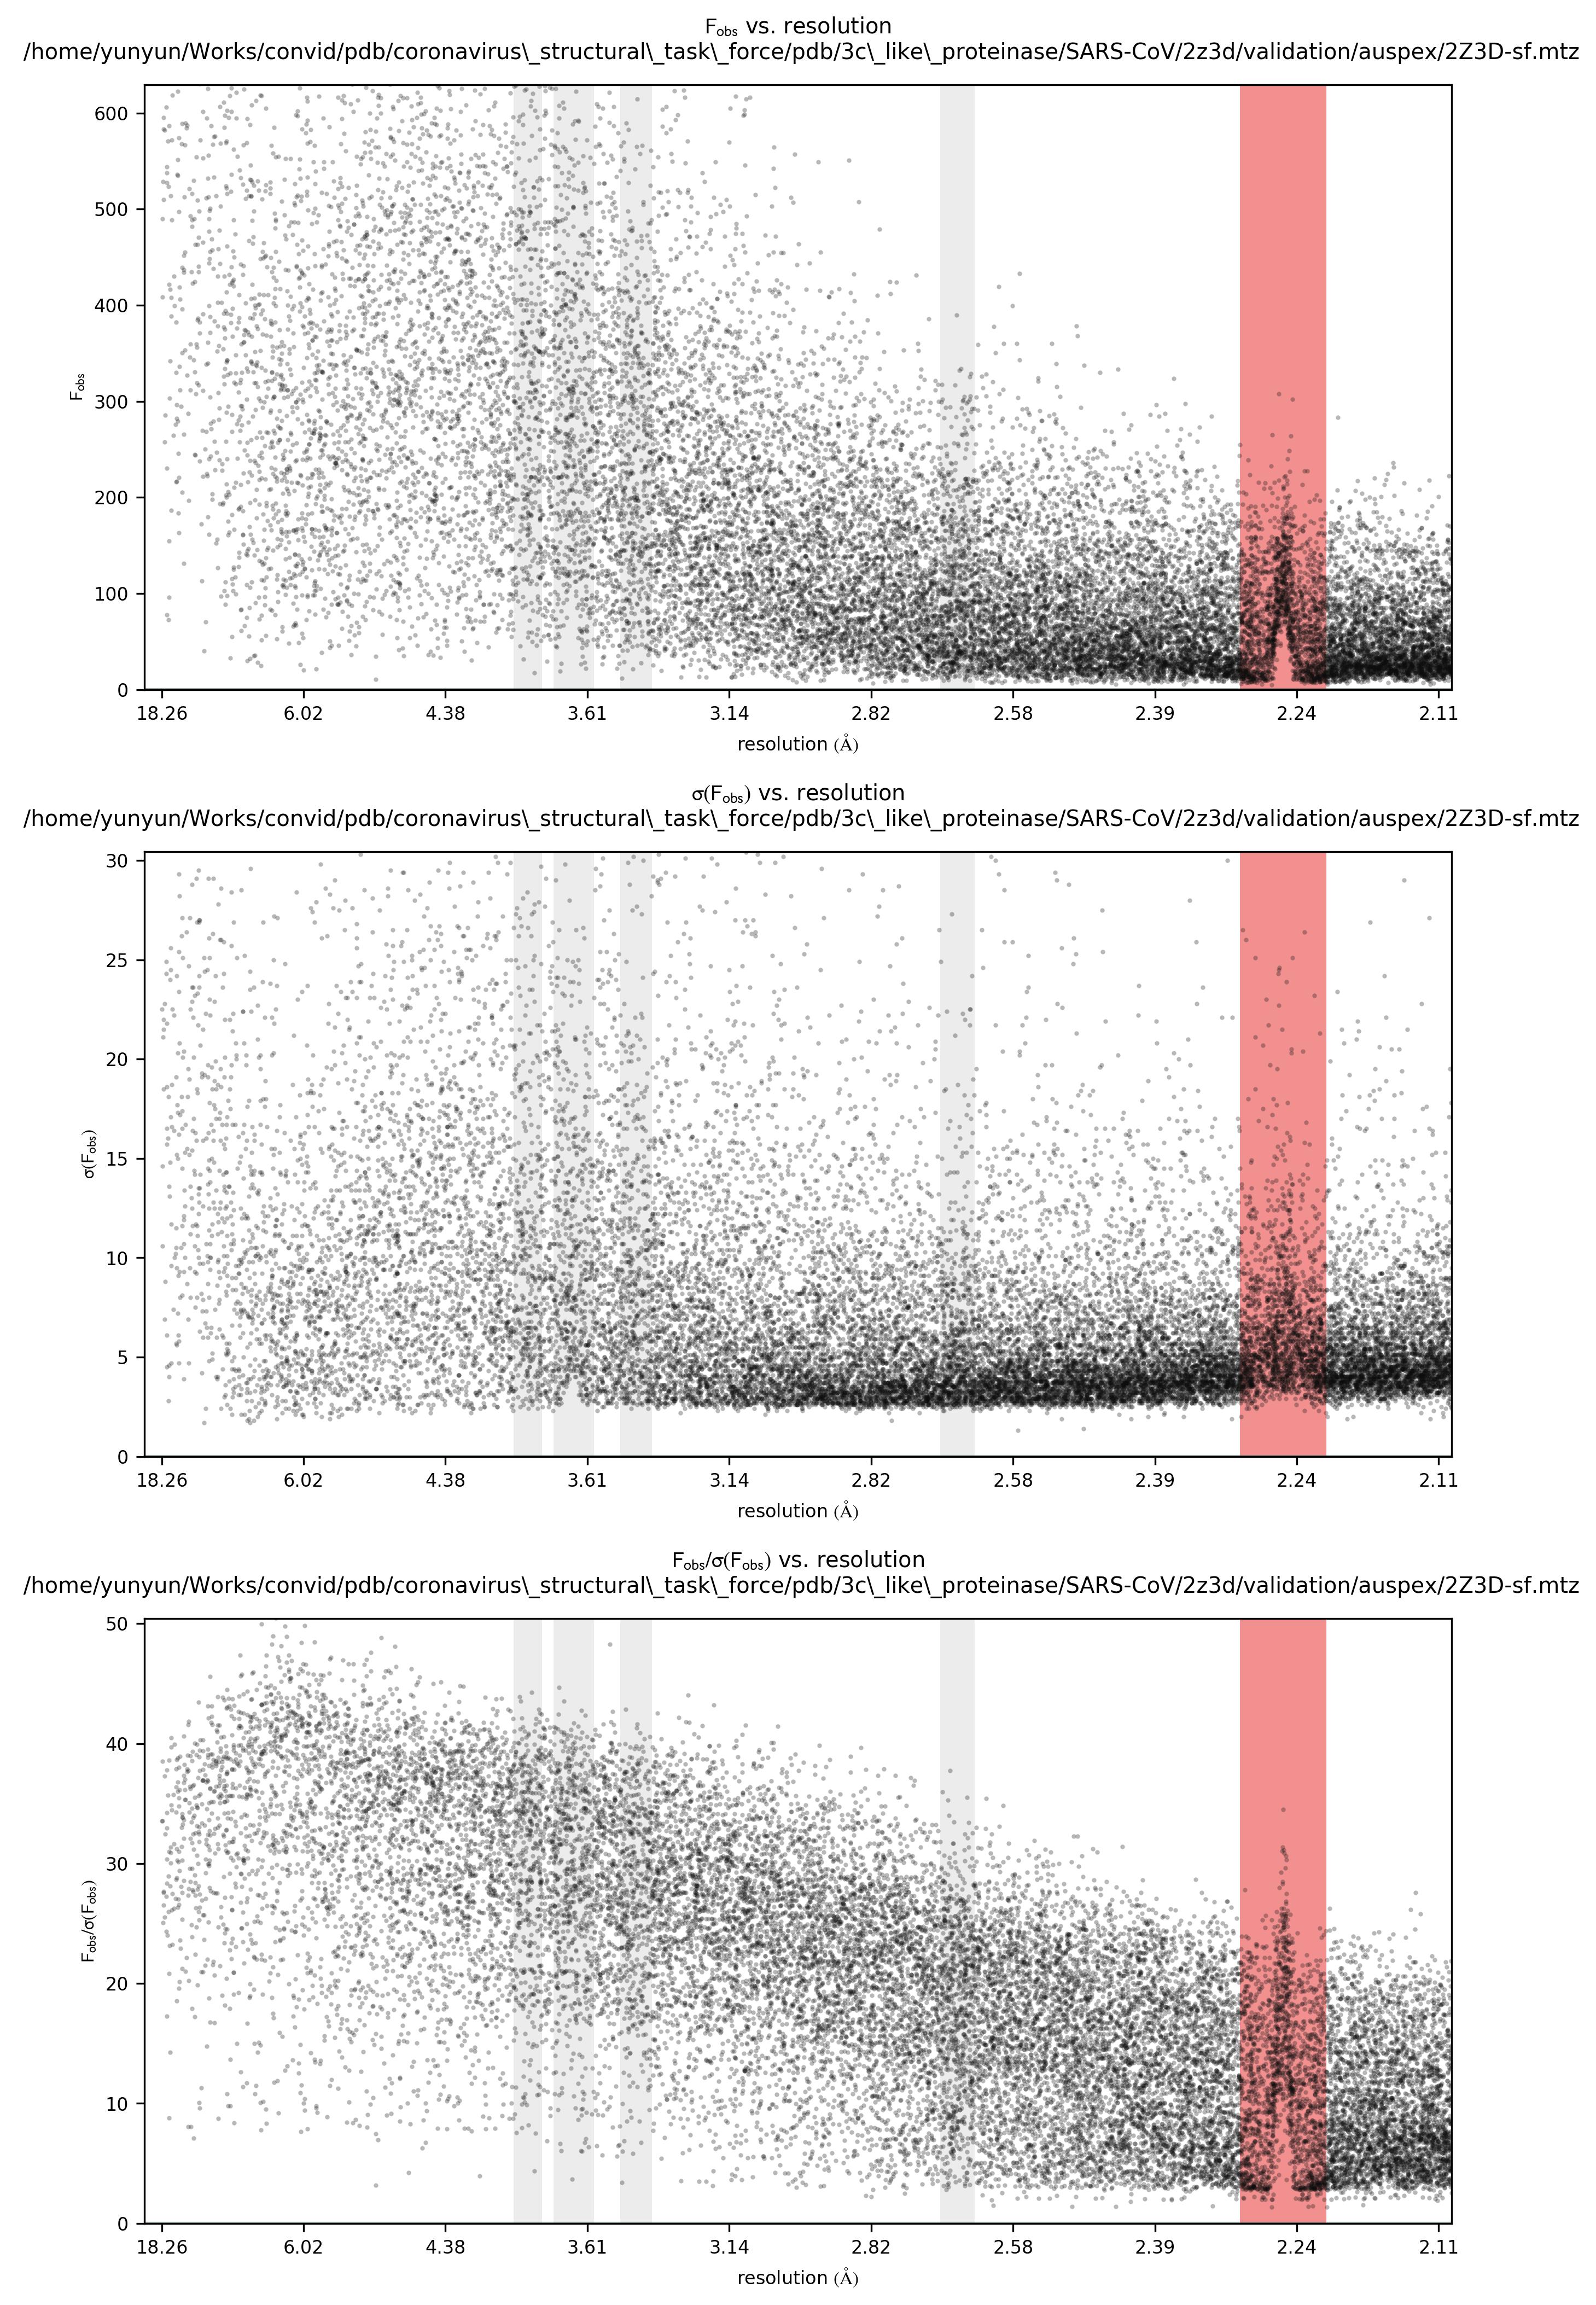 Fobs vs. resolution
/home/yunyun/Works/convid/pdb/coronavirus\_structural\_task\_force/pdb/3c\_like\_proteinase/SARS-CoV/2z3d/validation/auspex/2Z3D-sf.mtz
600
500
400
300
200
100
0
Fobs
18.26 6.02 4.38 3.61 3.14 2.82 2.58 2.39 2.24 2.11
resolution (Å)
σ(Fobs) vs. resolution
/home/yunyun/Works/convid/pdb/coronavirus\_structural\_task\_force/pdb/3c\_like\_proteinase/SARS-CoV/2z3d/validation/auspex/2Z3D-sf.mtz
30
25
20
15
10
5
0
σ(Fobs)
18.26 6.02 4.38 3.61 3.14 2.82 2.58 2.39 2.24 2.11
resolution (Å)
Fobs/σ(Fobs) vs. resolution
/home/yunyun/Works/convid/pdb/coronavirus\_structural\_task\_force/pdb/3c\_like\_proteinase/SARS-CoV/2z3d/validation/auspex/2Z3D-sf.mtz
50
40
30
20
10
0
Fobs/σ(Fobs)
18.26 6.02 4.38 3.61 3.14 2.82 2.58 2.39 2.24 2.11
resolution (Å)